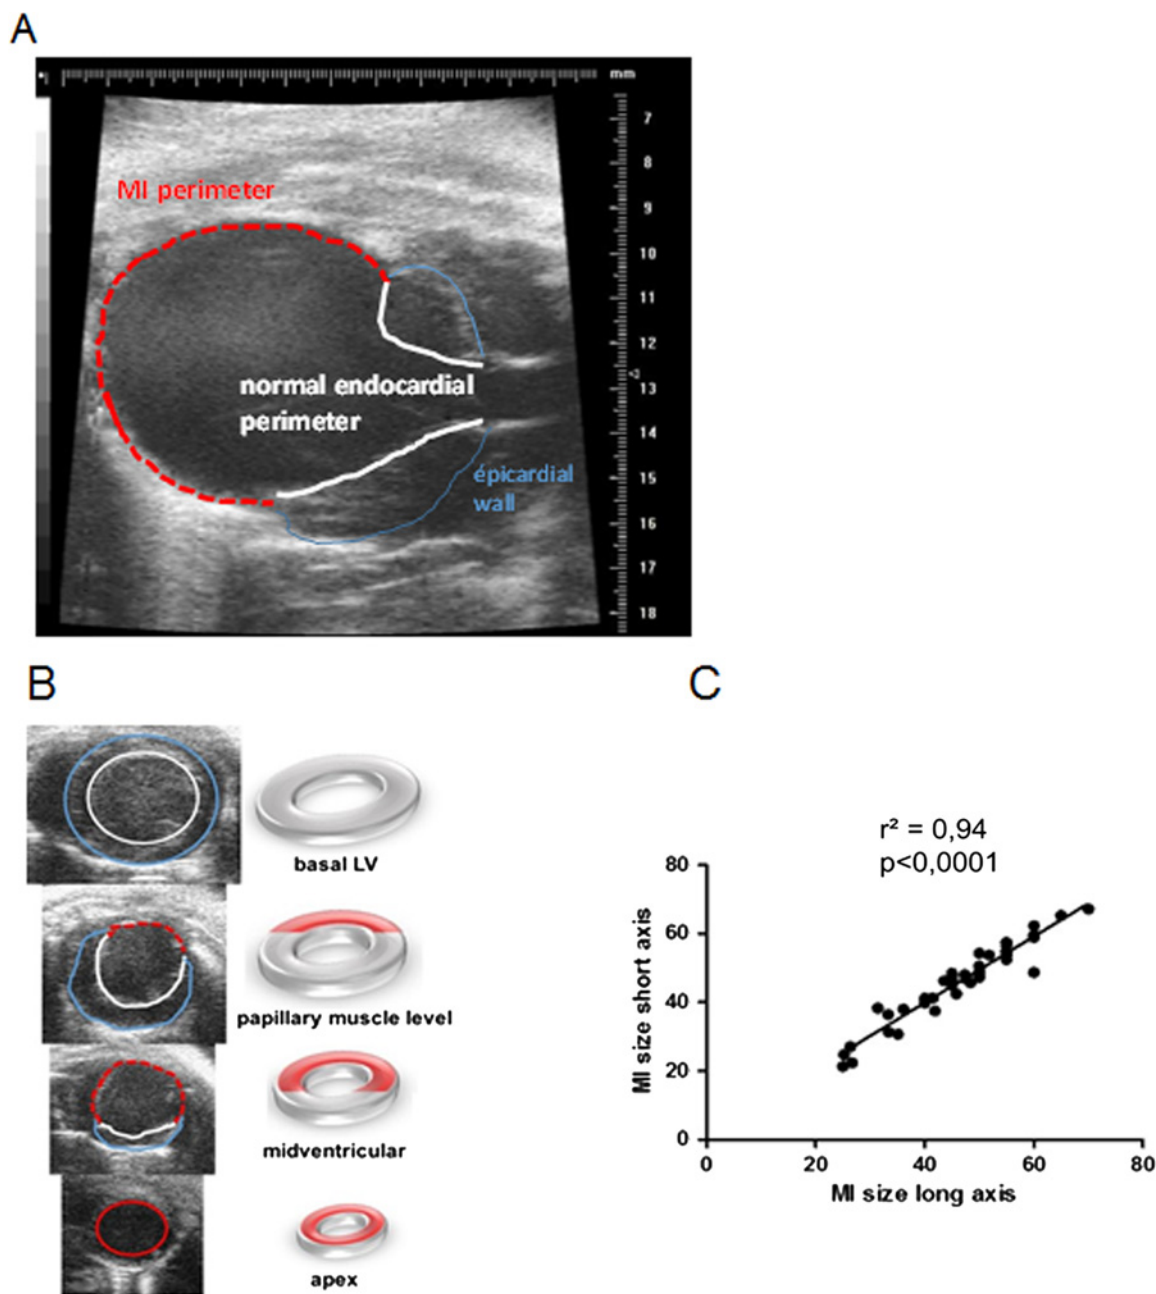 A
mm
7
8
MI perimeter
9
10
11
12
normal endocardial
13
perimeter
14
épicardial
15
wall
16
17
18
B
C
basal LV
papillary muscle level
midventricular
apex
r² = 0,94
p<0,0001
80
60
40
20
0
MI size short axis
0 20 40 60 80
MI size long axis